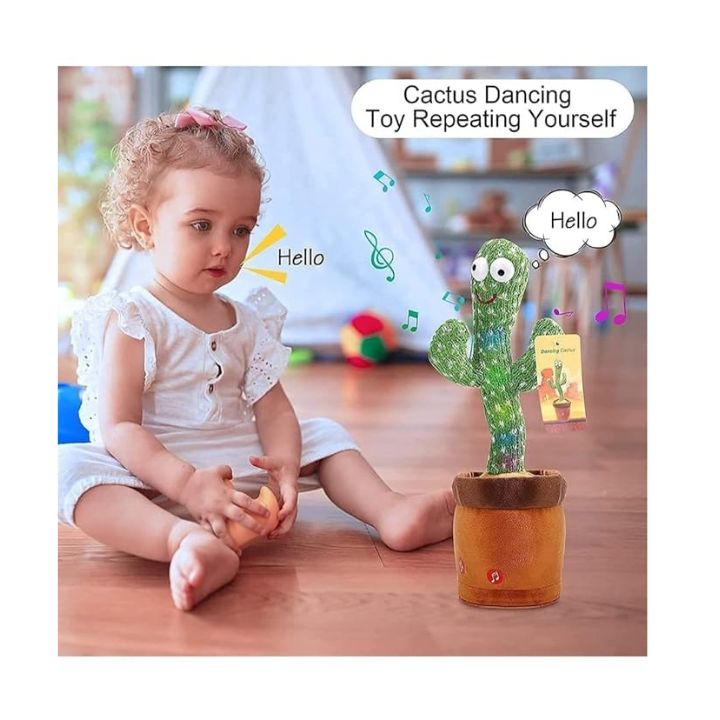 Cactus Dancing
Toy Repeating Yourself
Hello
Hello
Dancing Cactus